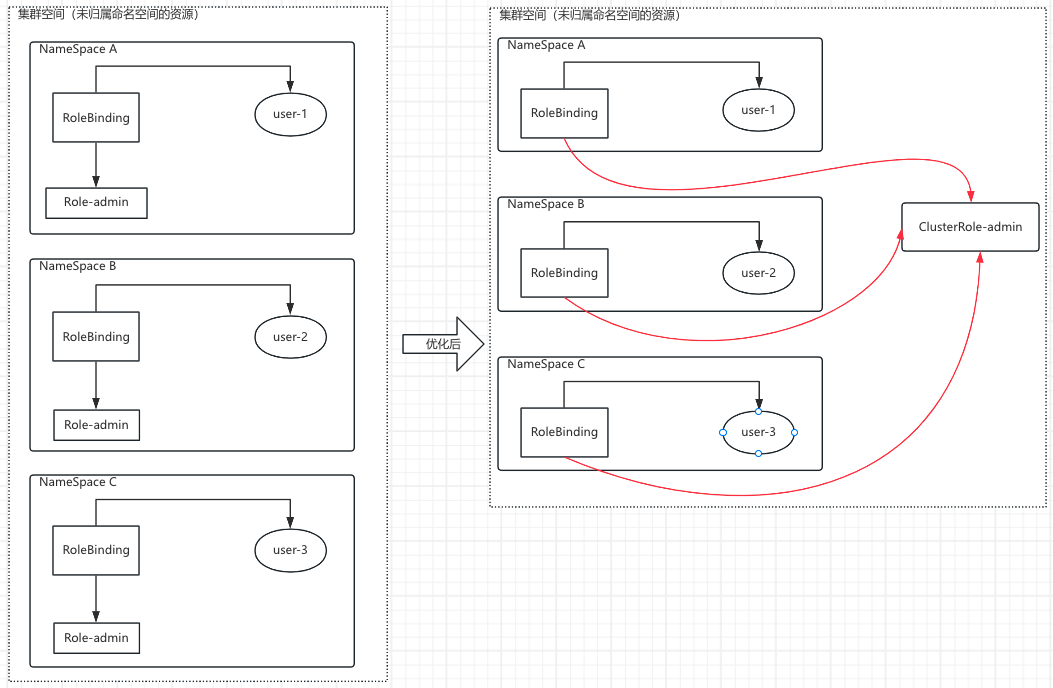 集群空间（未归属命名空间的资源）
NameSpace A
RoleBinding
user-1
Role-admin
NameSpace B
RoleBinding
user-2
Role-admin
NameSpace C
RoleBinding
user-3
Role-admin
优化后
集群空间（未归属命名空间的资源）
NameSpace A
RoleBinding
user-1
NameSpace B
RoleBinding
user-2
NameSpace C
RoleBinding
user-3
ClusterRole-admin